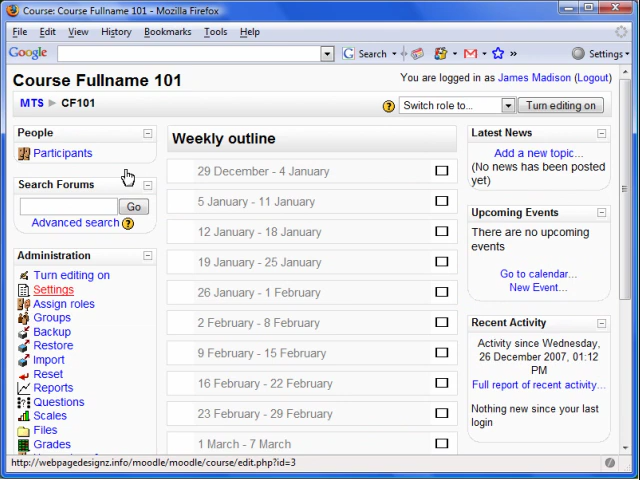 Course: Course Fullname 101 - Mozilla Firefox
File Edit View History Bookmarks Tools Help
Google Search Settings
Course Fullname 101
You are logged in as James Madison (Logout)
MTS ► CF101
Switch role to... Turn editing on
People
Participants
Search Forums
Go
Advanced search
Administration
Turn editing on
Settings
Assign roles
Groups
Backup
Restore
Import
Reset
Reports
Questions
Scales
Files
Grades
Weekly outline
29 December - 4 January
5 January - 11 January
12 January - 18 January
19 January - 25 January
26 January - 1 February
2 February - 8 February
9 February - 15 February
16 February - 22 February
23 February - 29 February
1 March - 7 March
Latest News
Add a new topic...
(No news has been posted
yet)
Upcoming Events
There are no upcoming
events
Go to calendar...
New Event...
Recent Activity
Activity since Wednesday,
26 December 2007, 01:12
PM
Full report of recent activity...
Nothing new since your last
login
http://webpagedesignz.info/moodle/moodle/course/edit.php?id=3